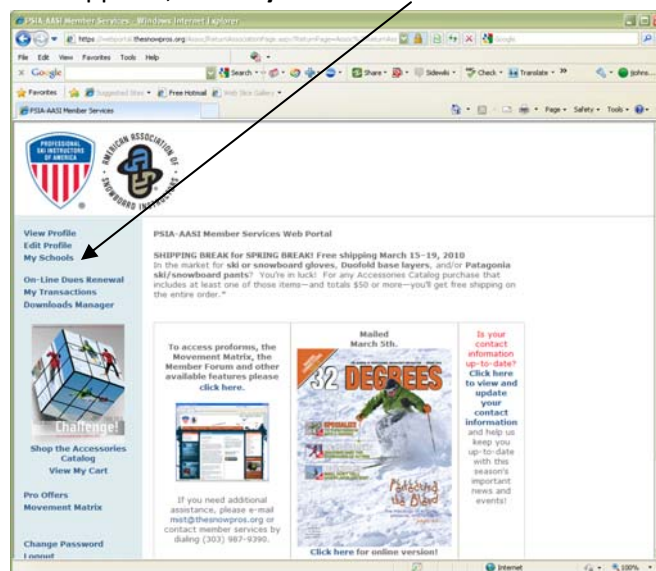 PSIA-AASI Member Services - Windows Internet Explorer
File Edit View Favorites Tools Help
Google
Search
Share
Sidewiki
Check
Translate
Favorites
Suggested Sites
Free Hotmail
Web Slice Gallery
PSIA-AASI Member Services
Page
Safety
Tools
PROFESSIONAL
SKI INSTRUCTORS
OF AMERICA
AMERICAN ASSOCIATION OF
SNOWBOARD INSTRUCTORS
View Profile
Edit Profile
My Schools
On-Line Dues Renewal
My Transactions
Downloads Manager
Challenge!
Shop the Accessories
Catalog
View My Cart
Pro Offers
Movement Matrix
Change Password
Logout
PSIA-AASI Member Services Web Portal
SHIPPING BREAK for SPRING BREAK! Free shipping March 15–19, 2010
In the market for ski or snowboard gloves, Duofold base layers, and/or Patagonia
ski/snowboard pants? You're in luck! For any Accessories Catalog purchase that
includes at least one of those items—and totals $50 or more—you'll get free shipping on
the entire order.*
To access proforms, the
Movement Matrix, the
Member Forum and other
available features please
click here.
If you need additional
assistance, please e-mail
mist@thesnowpros.org or
contact member services by
dialing (303) 987-9390.
Mailed
March 5th.
32 DEGREES
Click here for online version!
Is your
contact
information
up-to-date?
Click here
to view and
update
your
contact
information
and help us
keep you
up-to-date
with this
season's
important
news and
events!
Internet
100%